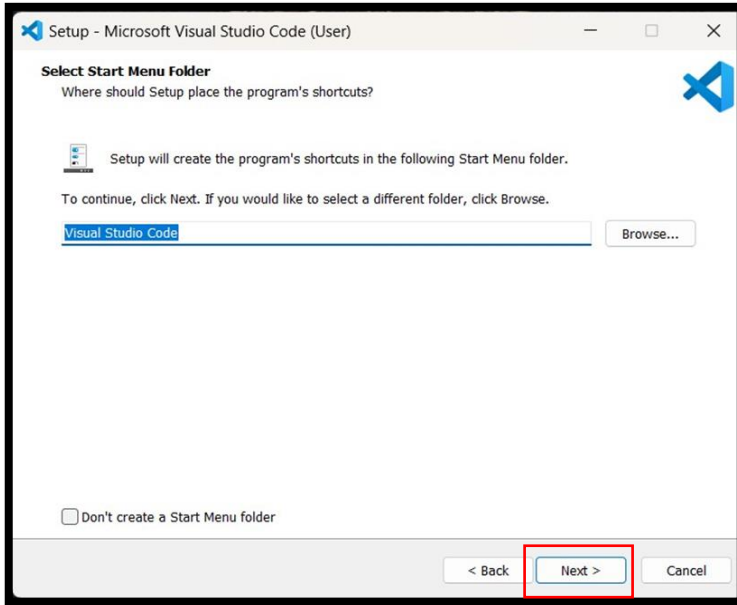 Setup - Microsoft Visual Studio Code (User)
Select Start Menu Folder
Where should Setup place the program's shortcuts?
Setup will create the program's shortcuts in the following Start Menu folder.
To continue, click Next. If you would like to select a different folder, click Browse.
Visual Studio Code
Browse...
Don't create a Start Menu folder
< Back
Next >
Cancel